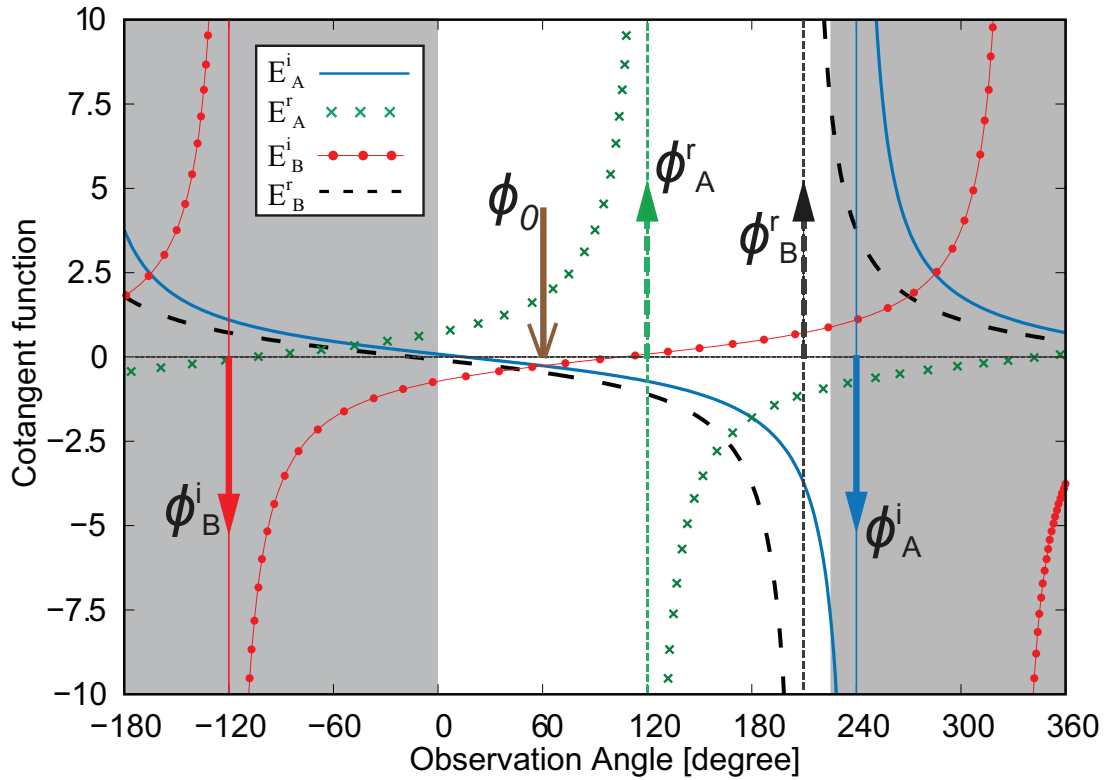 10
7.5
5
2.5
0
−2.5
−5
−7.5
−10
Cotangent function
E^i_A
E^r_A
E^i_B
E^r_B
ϕ_0
ϕ^r_A
ϕ^r_B
ϕ^i_B
ϕ^i_A
−180 −120 −60 0 60 120 180 240 300 360
Observation Angle [degree]